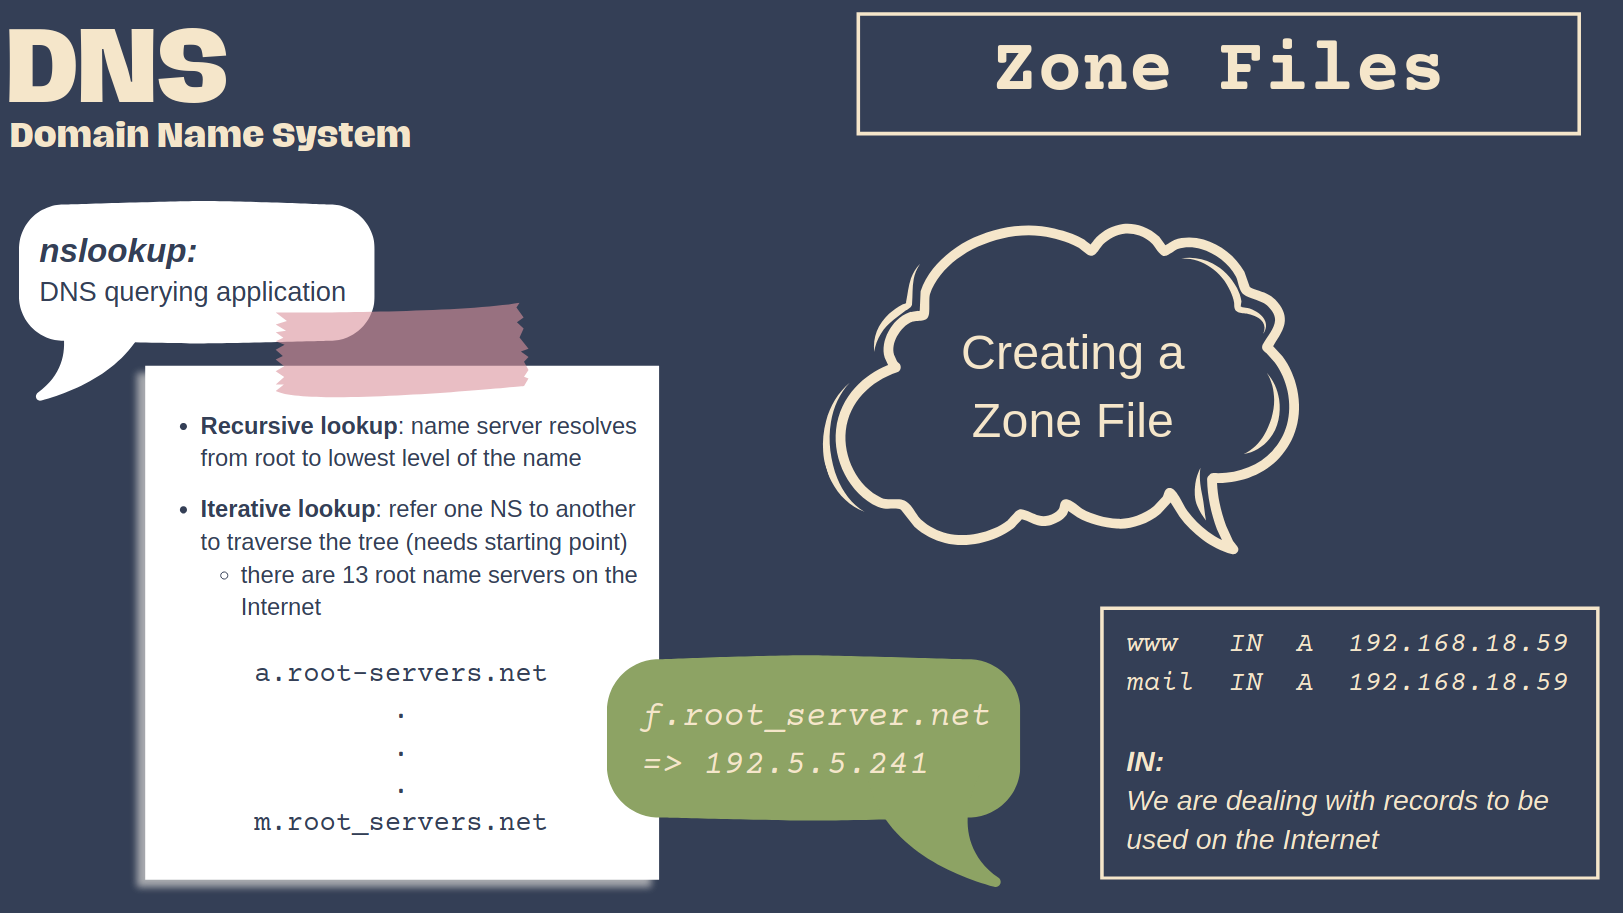 DNS
Domain Name System
Zone Files
nslookup:
DNS querying application
• Recursive lookup: name server resolves
from root to lowest level of the name
• Iterative lookup: refer one NS to another
to traverse the tree (needs starting point)
◦ there are 13 root name servers on the
Internet
a.root-servers.net
.
.
.
m.root_servers.net
f.root_server.net
=> 192.5.5.241
Creating a
Zone File
www IN A 192.168.18.59
mail IN A 192.168.18.59
IN:
We are dealing with records to be
used on the Internet